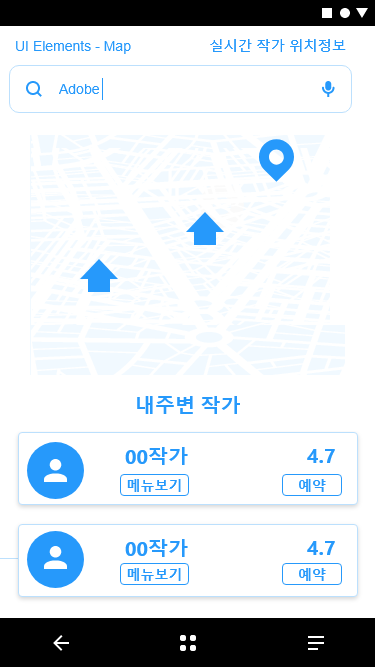 UI Elements - Map
실시간 작가 위치정보
Adobe
내주변 작가
00작가
4.7
메뉴보기
예약
00작가
4.7
메뉴보기
예약